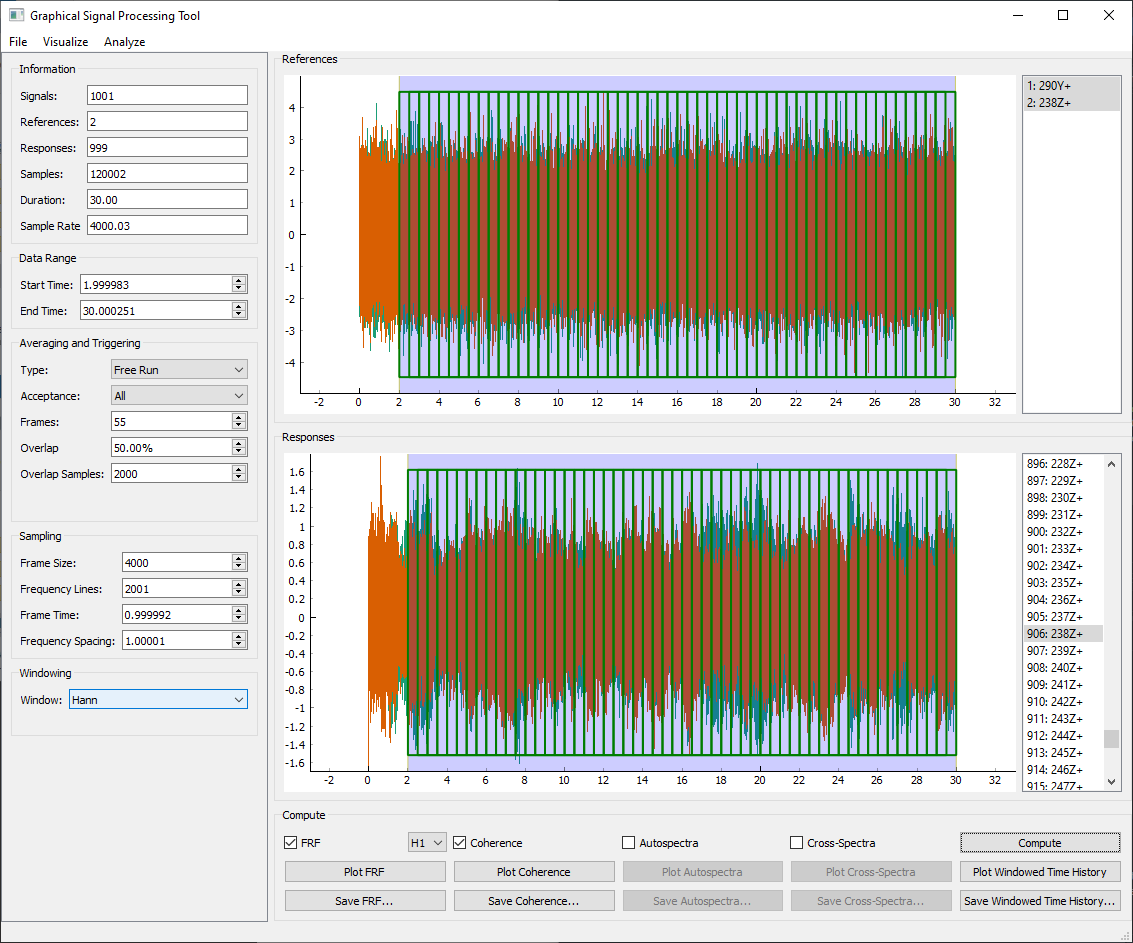 Graphical Signal Processing Tool
File Visualize Analyze
Information
Signals: 1001
References: 2
Responses: 999
Samples: 120002
Duration: 30.00
Sample Rate 4000.03
Data Range
Start Time: 1.999983
End Time: 30.000251
Averaging and Triggering
Type: Free Run
Acceptance: All
Frames: 55
Overlap 50.00%
Overlap Samples: 2000
Sampling
Frame Size: 4000
Frequency Lines: 2001
Frame Time: 0.999992
Frequency Spacing: 1.00001
Windowing
Window: Hann
References
4
3
2
1
0
-1
-2
-3
-4
-2 0 2 4 6 8 10 12 14 16 18 20 22 24 26 28 30 32
1: 290Y+
2: 238Z+
Responses
1.6
1.4
1.2
1
0.8
0.6
0.4
0.2
0
-0.2
-0.4
-0.6
-0.8
-1
-1.2
-1.4
-1.6
-2 0 2 4 6 8 10 12 14 16 18 20 22 24 26 28 30 32
896: 228Z+
897: 229Z+
898: 230Z+
899: 231Z+
900: 232Z+
901: 233Z+
902: 234Z+
903: 235Z+
904: 236Z+
905: 237Z+
906: 238Z+
907: 239Z+
908: 240Z+
909: 241Z+
910: 242Z+
911: 243Z+
912: 244Z+
913: 245Z+
914: 246Z+
915: 247Z+
Compute
FRF H1 Coherence Autospectra Cross-Spectra Compute
Plot FRF Plot Coherence Plot Autospectra Plot Cross-Spectra Plot Windowed Time History
Save FRF... Save Coherence... Save Autospectra... Save Cross-Spectra... Save Windowed Time History...